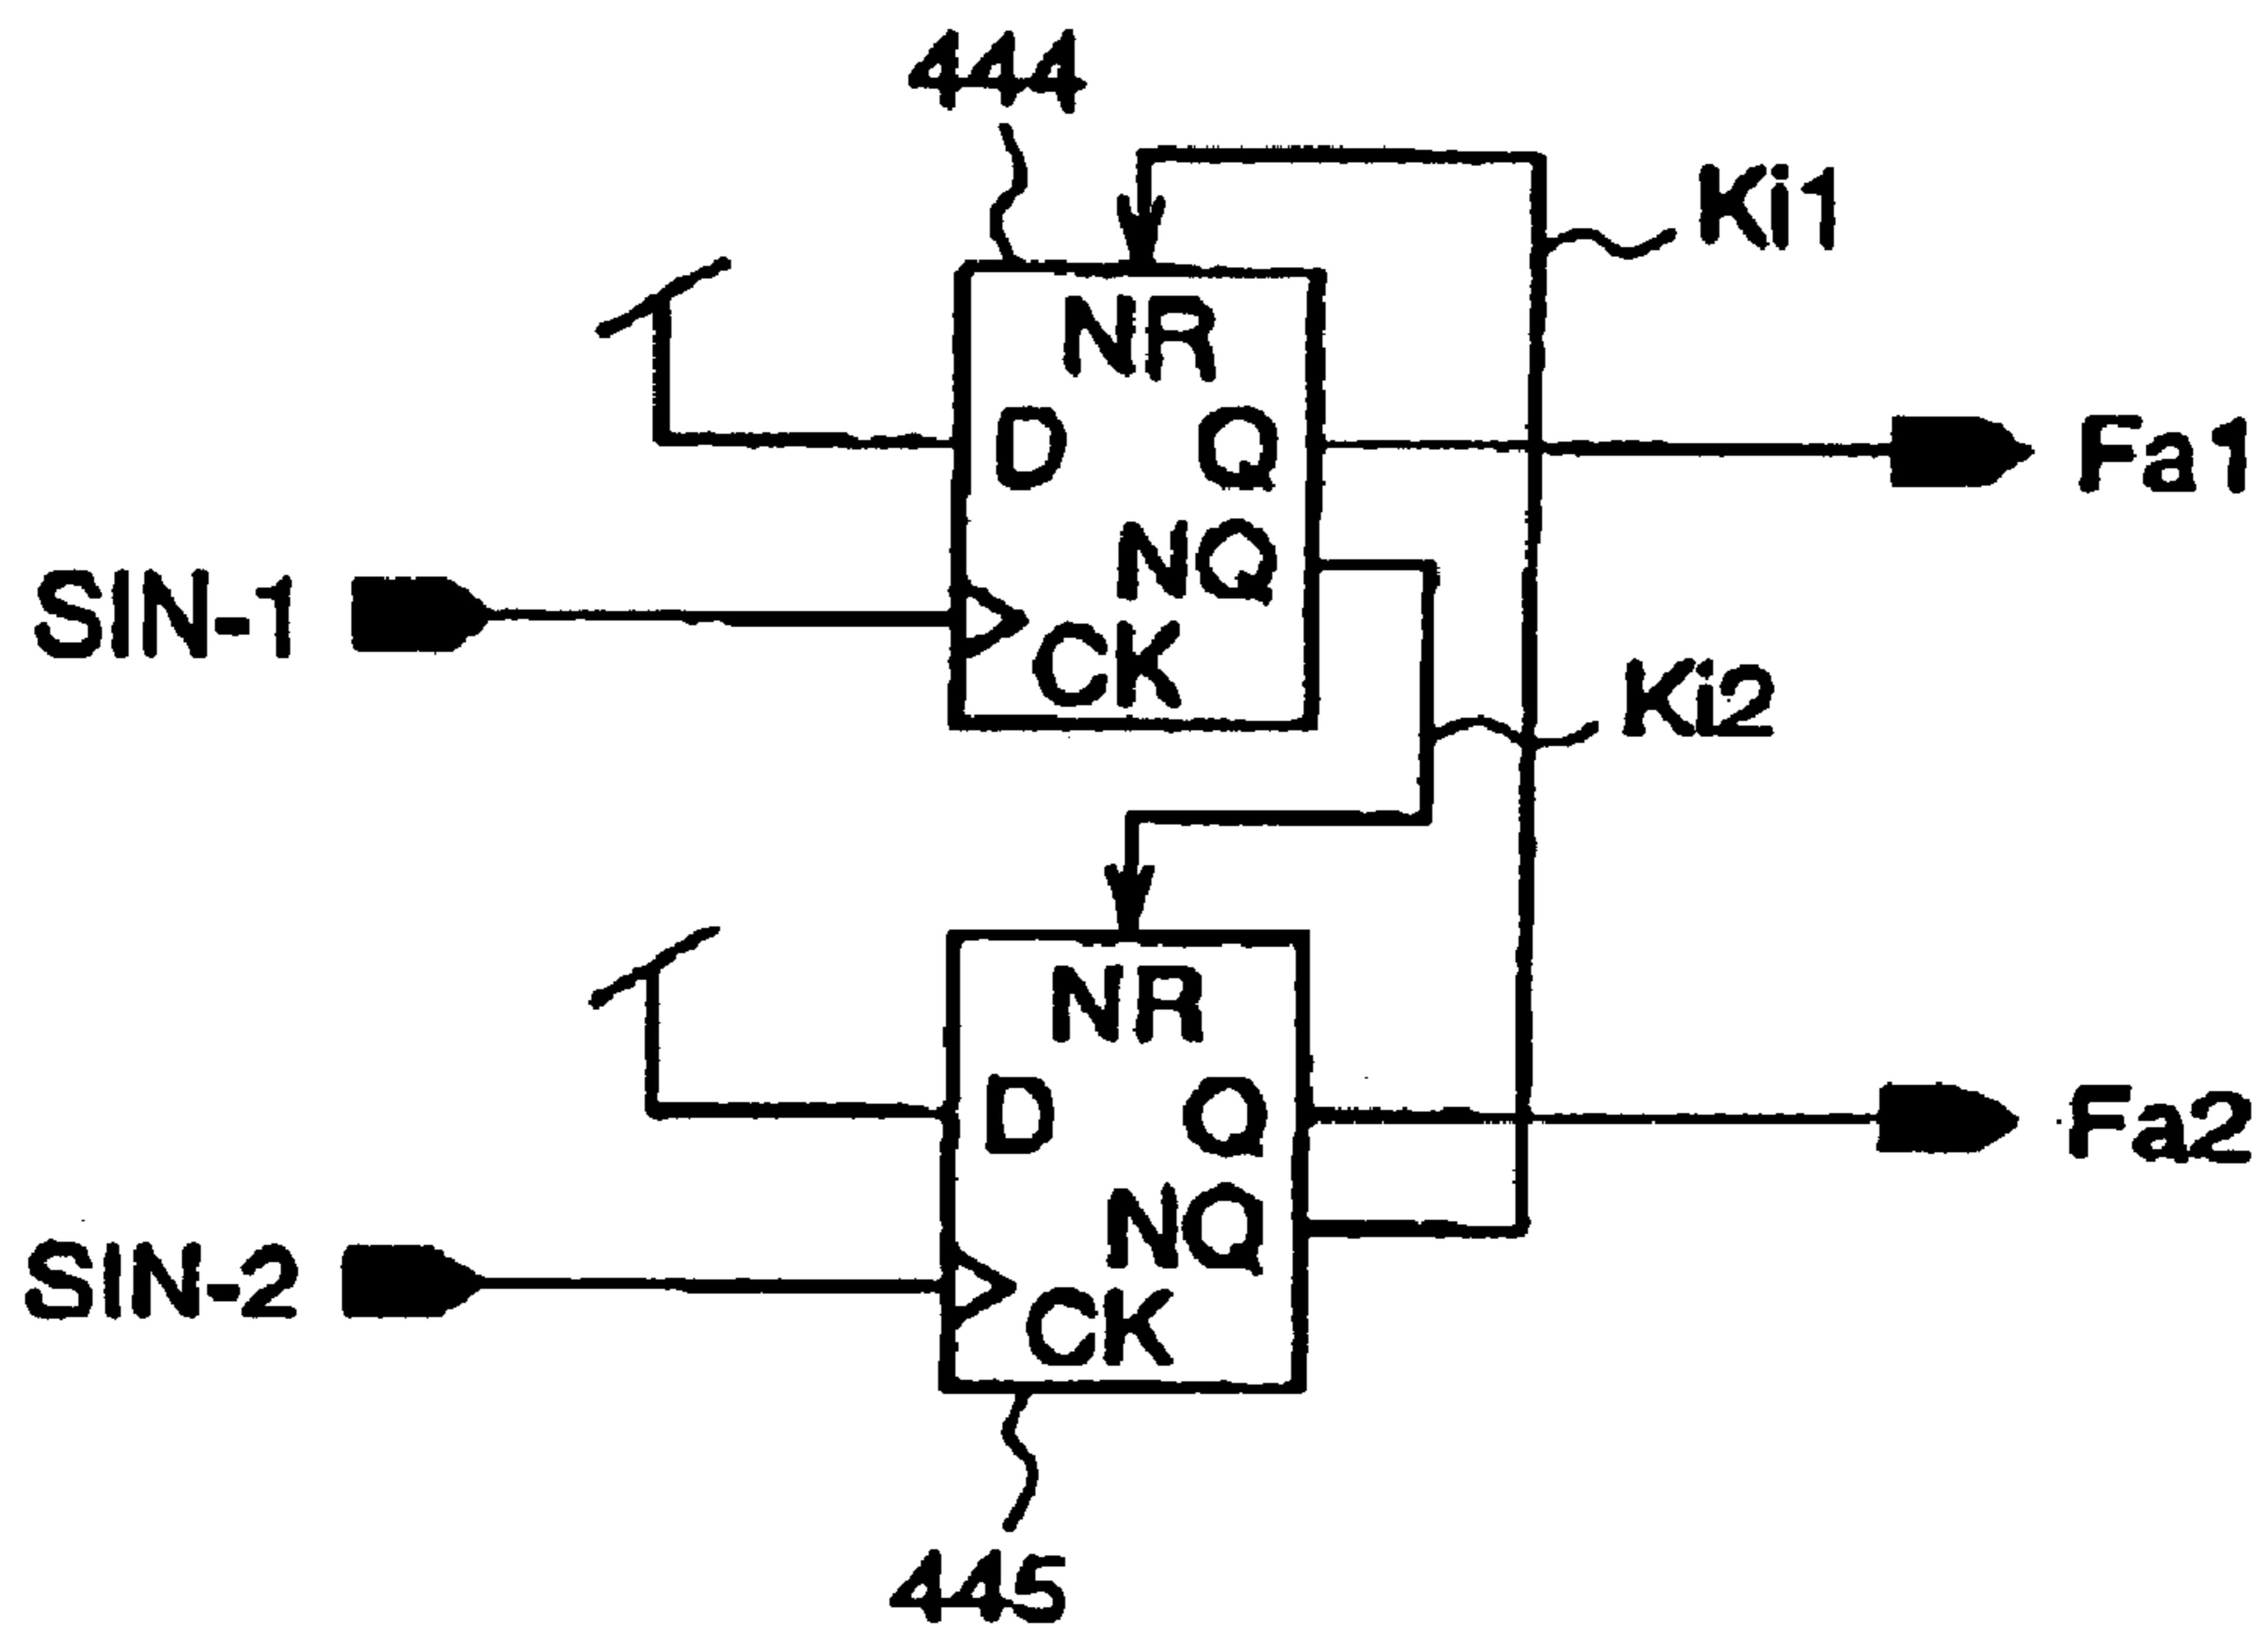 444
Ki1
NR
D Q Fa1
NQ
SIN-1
CK
Ki2
NR
D Q Fa2
NQ
SIN-2
CK
445